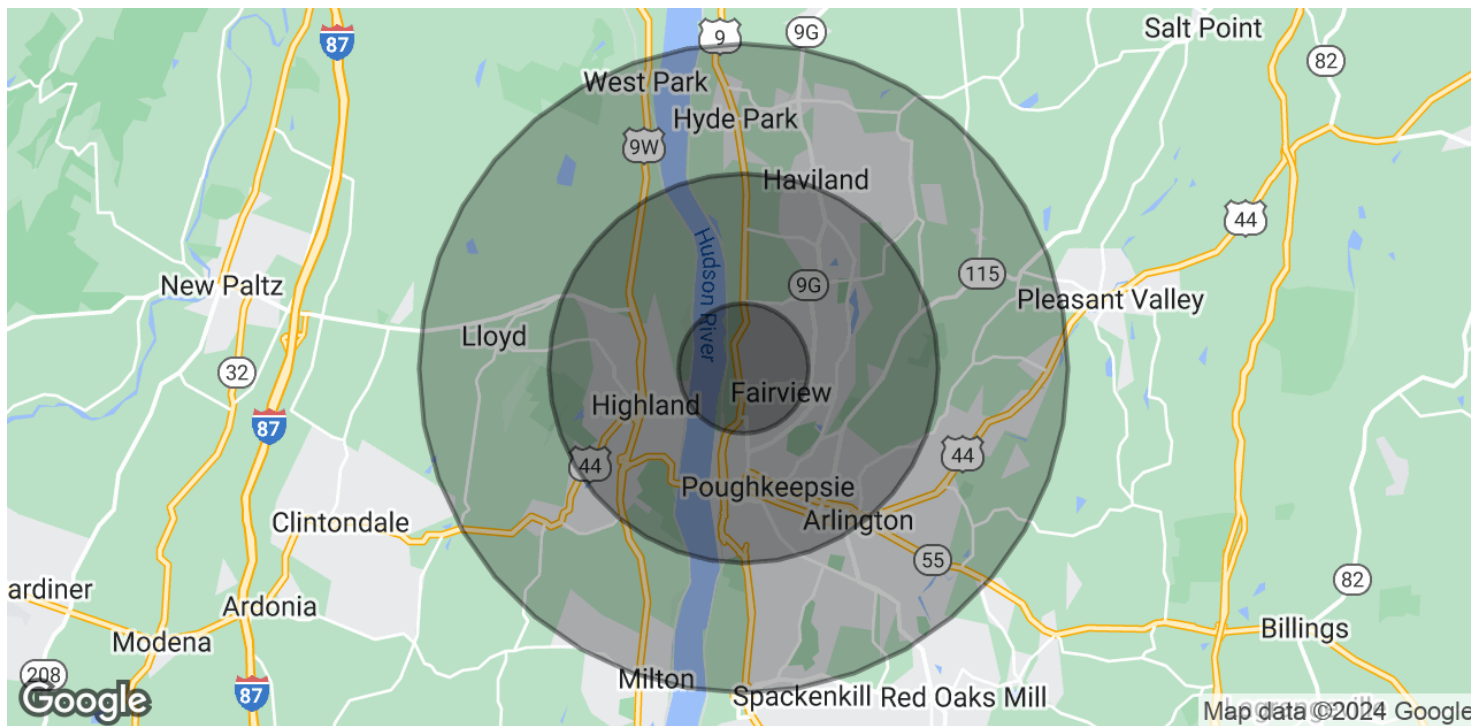 87
9
9G
Salt Point
82
West Park
Hyde Park
9W
Haviland
44
Hudson River
115
9G
New Paltz
Pleasant Valley
Lloyd
32
Fairview
Highland
87
44
44
Poughkeepsie
Arlington
Clintondale
55
82
ardiner
Ardonia
Billings
Modena
208
Milton
87
Spackenkill
Red Oaks Mill
Google
Map data ©2024 Google